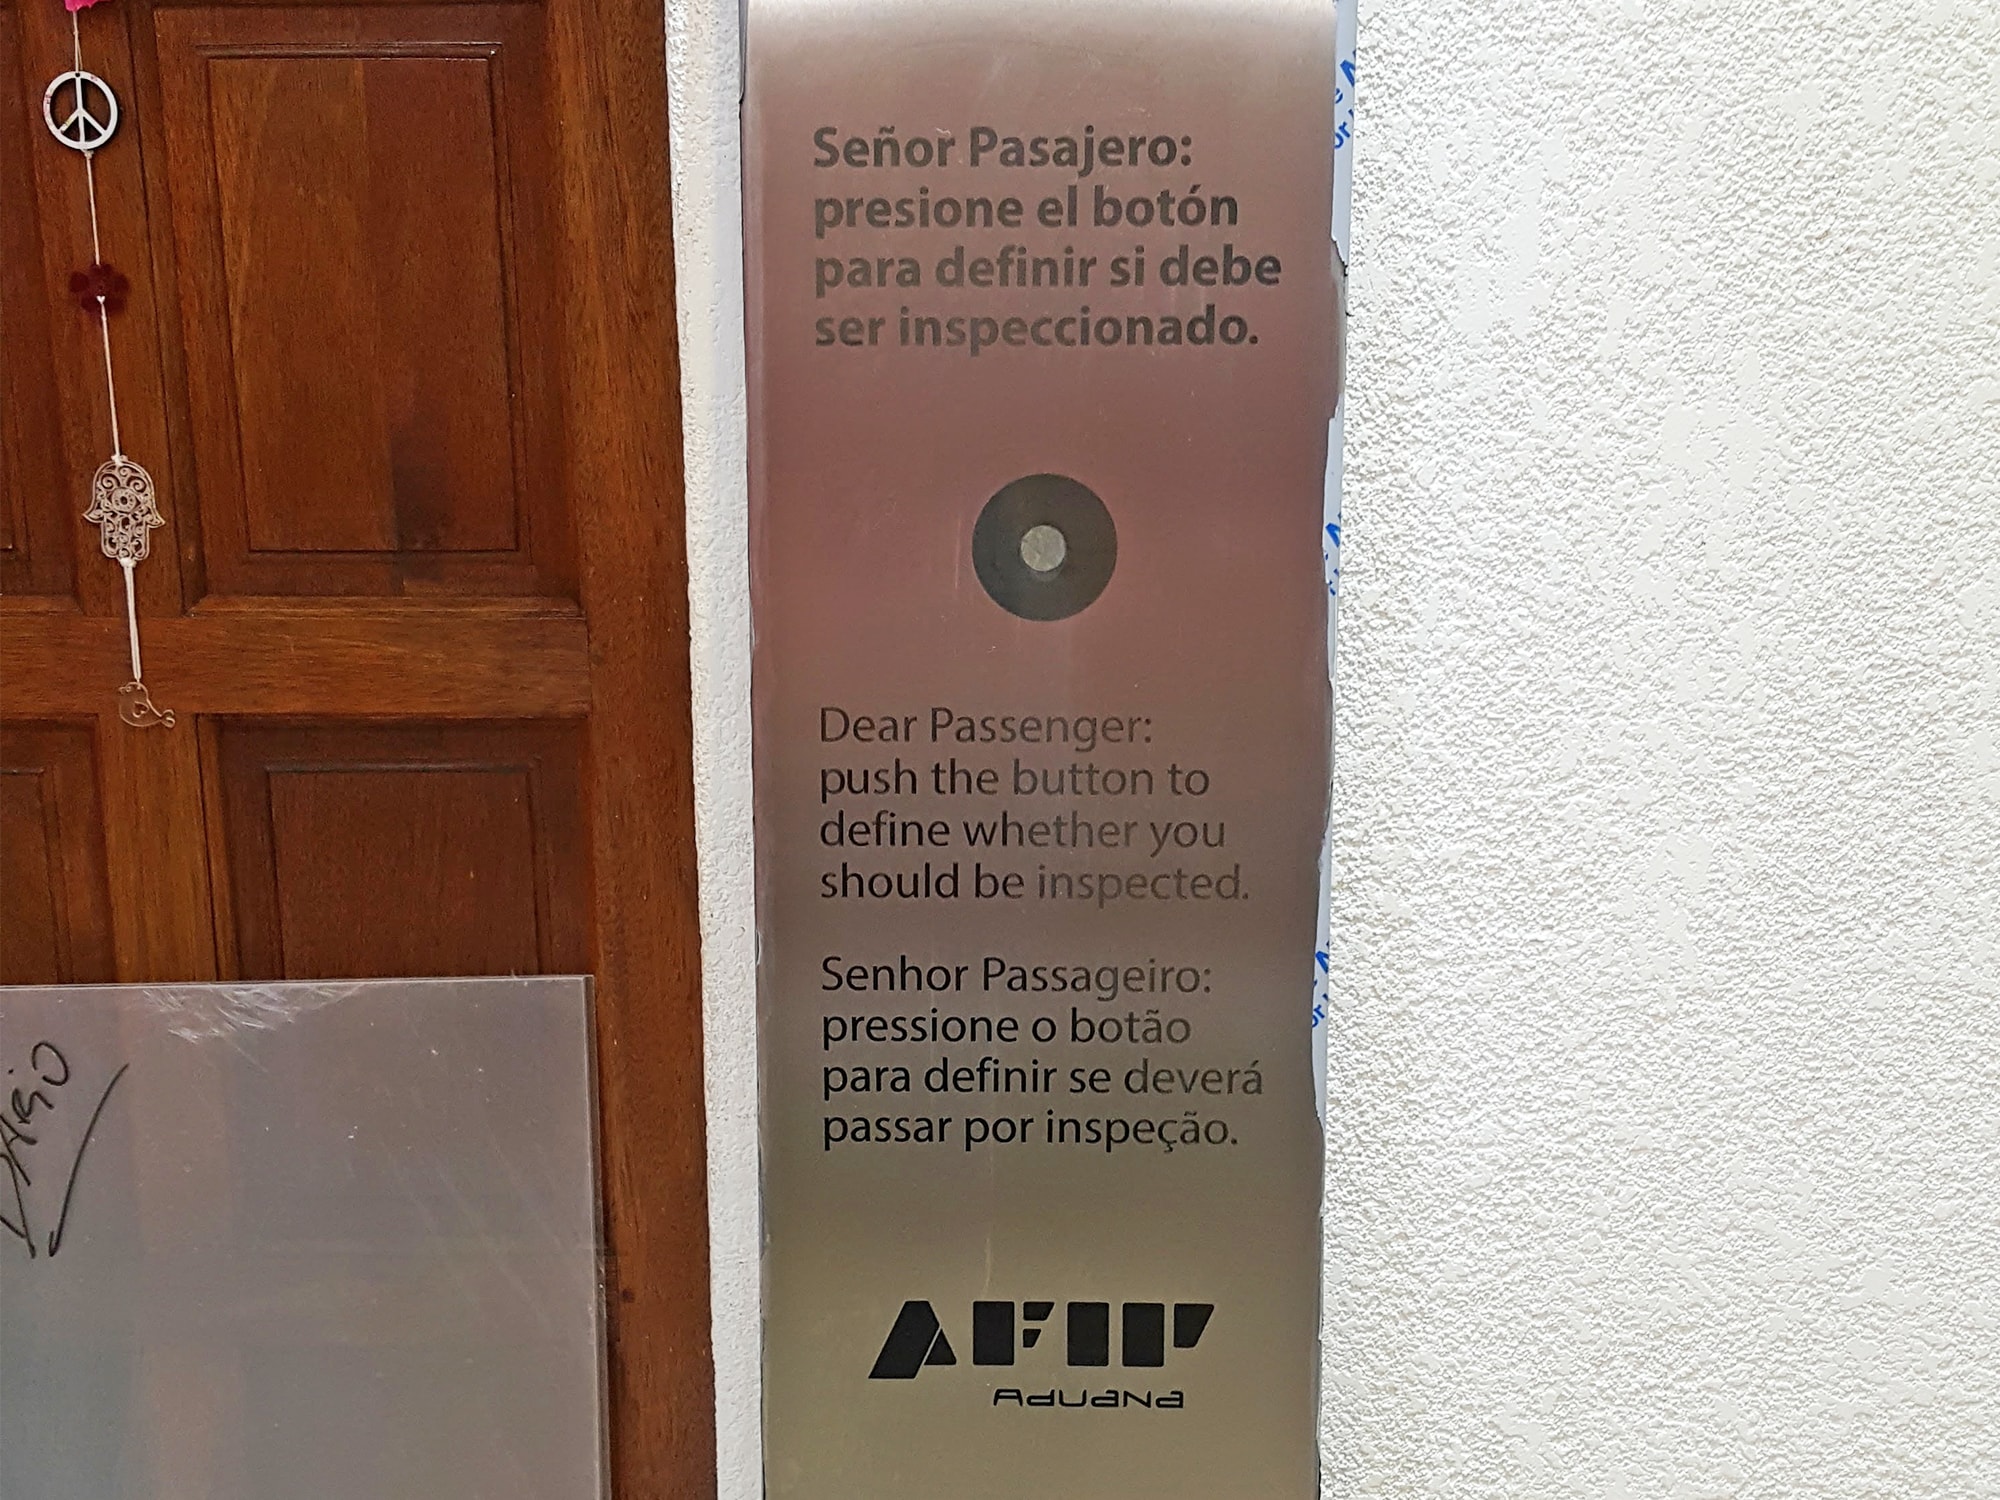 Señor Pasajero:
presione el botón
para definir si debe
ser inspeccionado.
Dear Passenger:
push the button to
define whether you
should be inspected.
Senhor Passageiro:
pressione o botão
para definir se deverá
passar por inspeção.
AFIP
Aduana